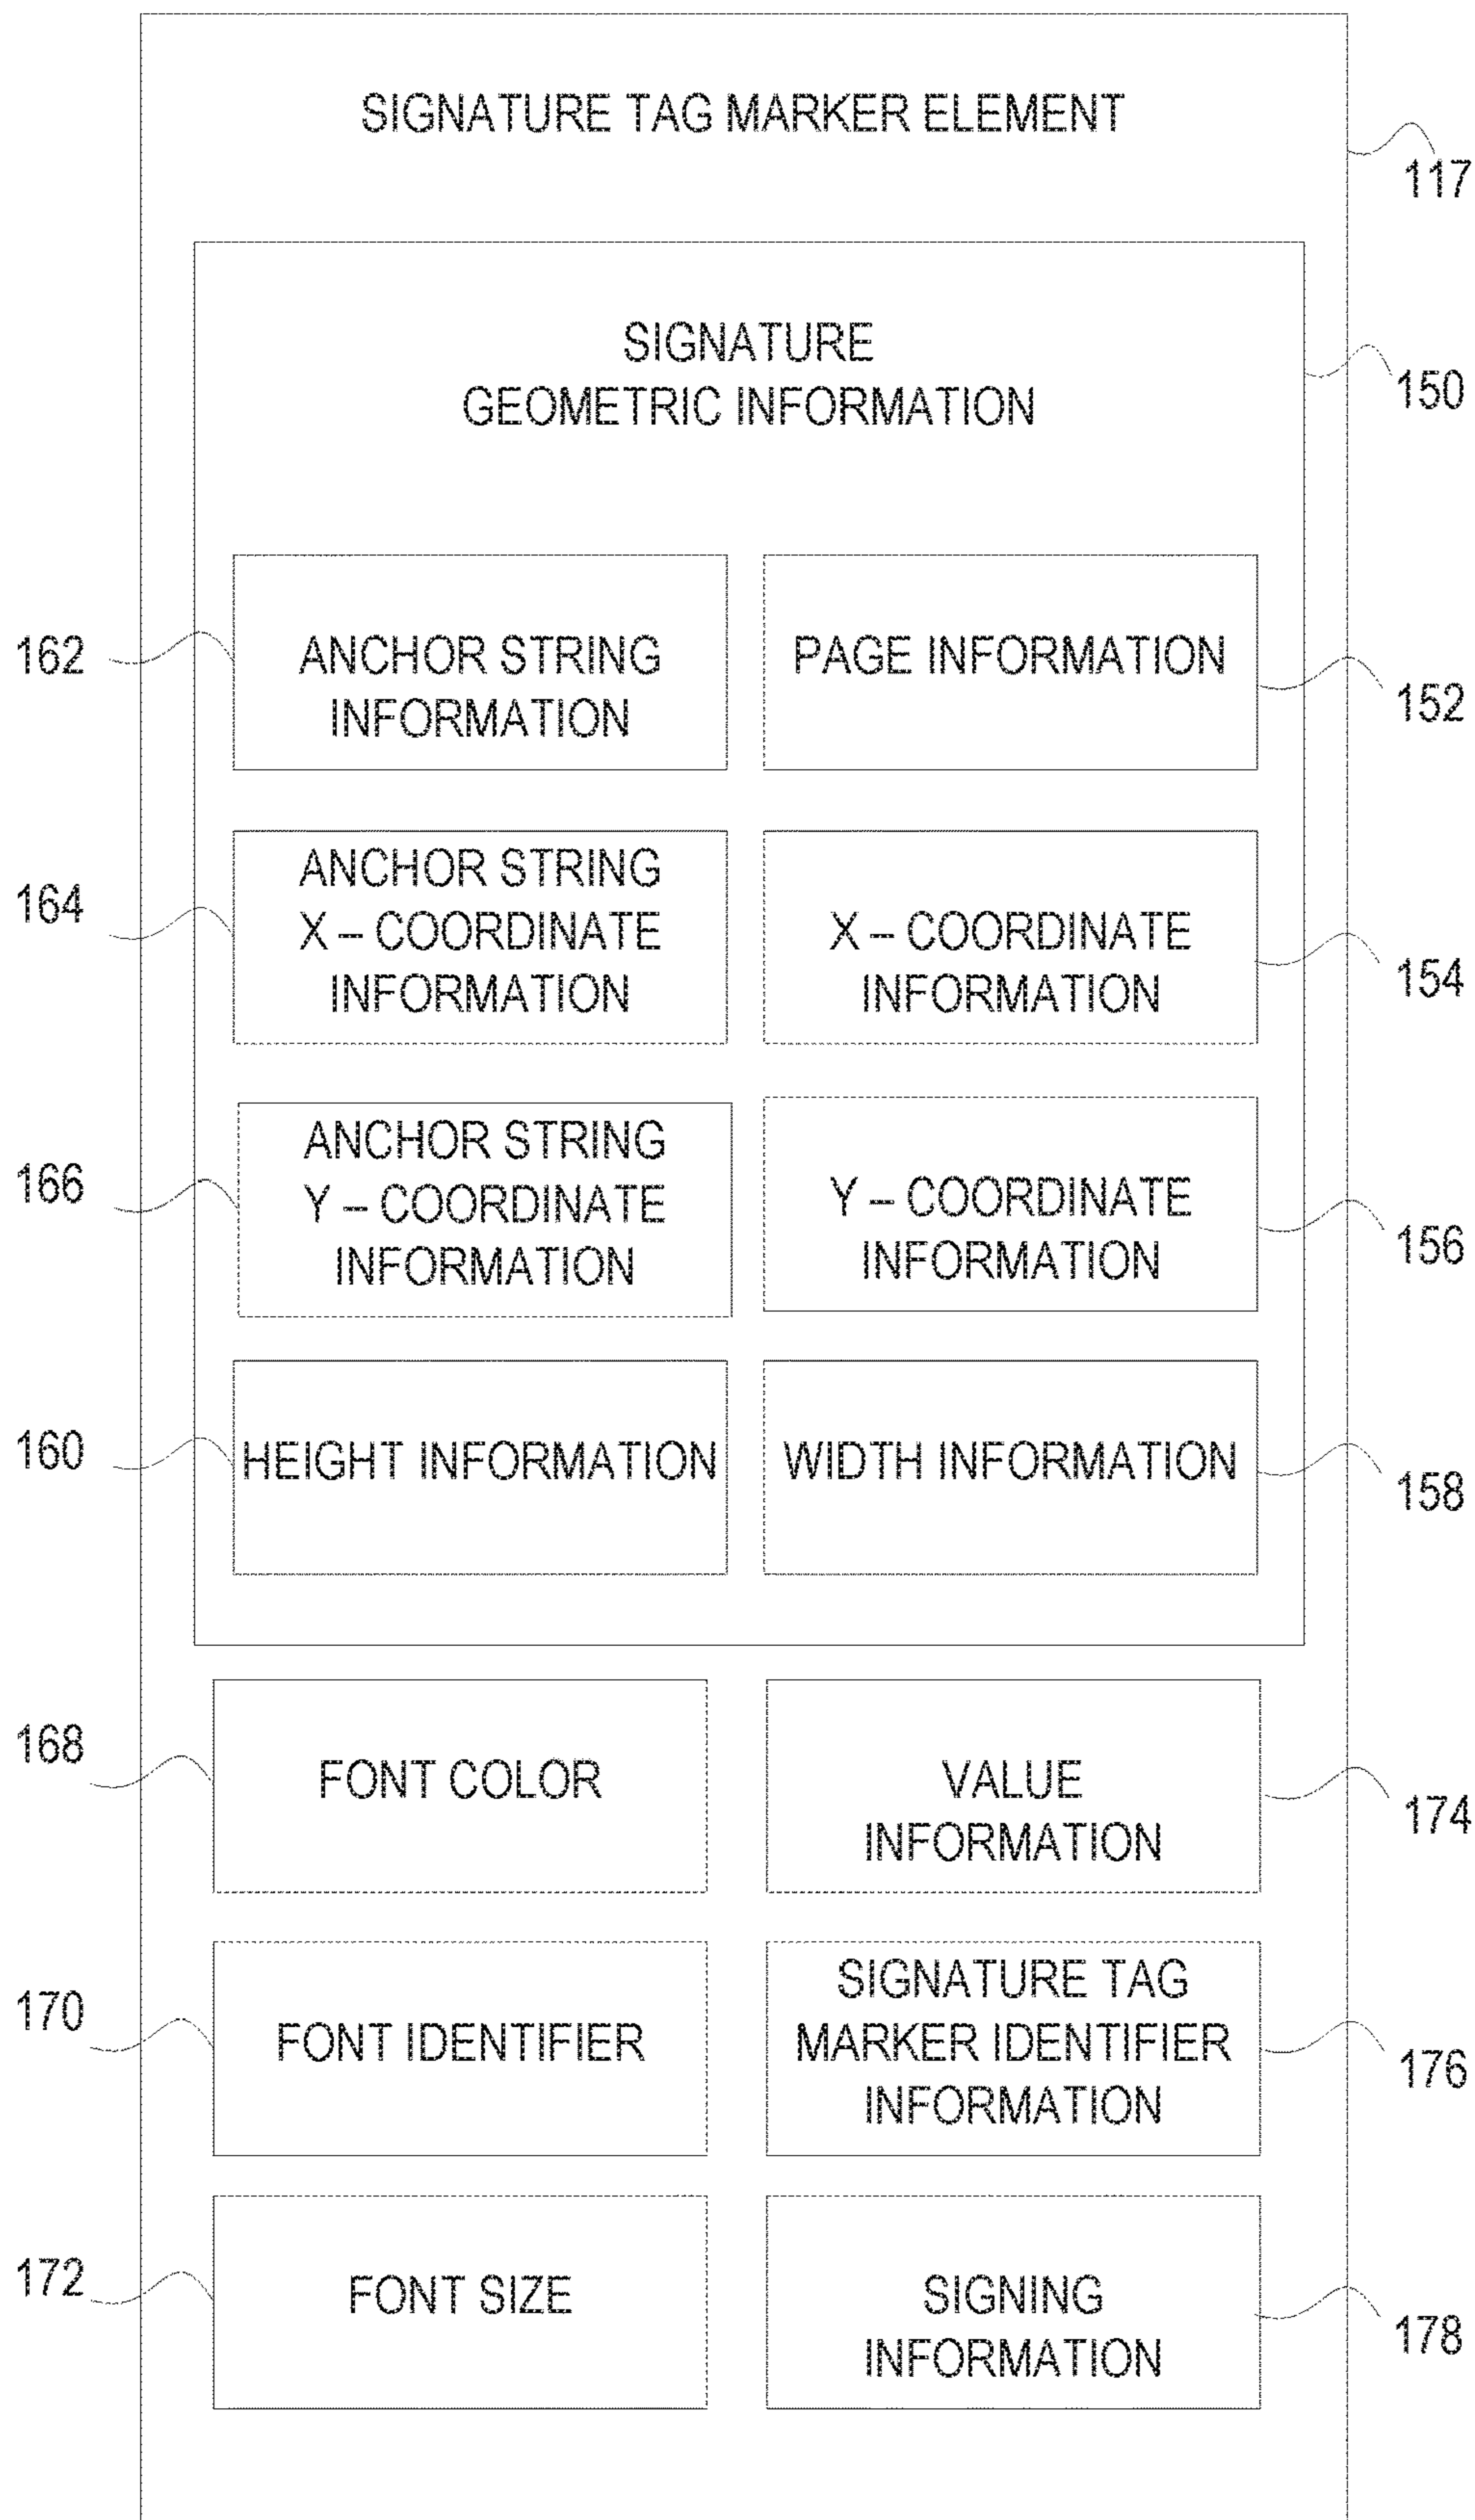 SIGNATURE TAG MARKER ELEMENT
117
SIGNATURE
GEOMETRIC INFORMATION
150
162
ANCHOR STRING
INFORMATION
PAGE INFORMATION
152
164
ANCHOR STRING
X – COORDINATE
INFORMATION
X – COORDINATE
INFORMATION
154
166
ANCHOR STRING
Y – COORDINATE
INFORMATION
Y – COORDINATE
INFORMATION
156
160
HEIGHT INFORMATION
WIDTH INFORMATION
158
168
FONT COLOR
VALUE
INFORMATION
174
170
FONT IDENTIFIER
SIGNATURE TAG
MARKER IDENTIFIER
INFORMATION
176
172
FONT SIZE
SIGNING
INFORMATION
178